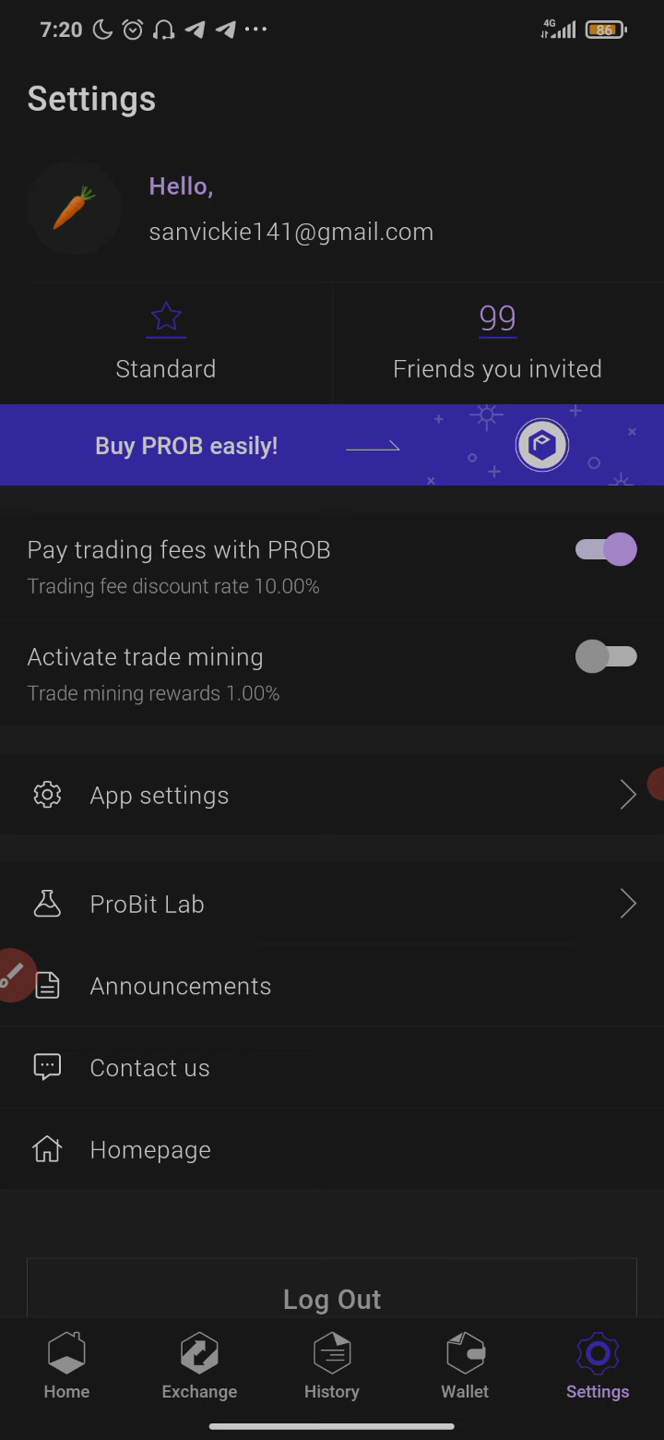 7:20
4G
86
Settings
Hello,
sanvickie141@gmail.com
99
Standard
Friends you invited
Buy PROB easily!
Pay trading fees with PROB
Trading fee discount rate 10.00%
Activate trade mining
Trade mining rewards 1.00%
App settings
ProBit Lab
Announcements
Contact us
Homepage
Log Out
Home Exchange History Wallet Settings